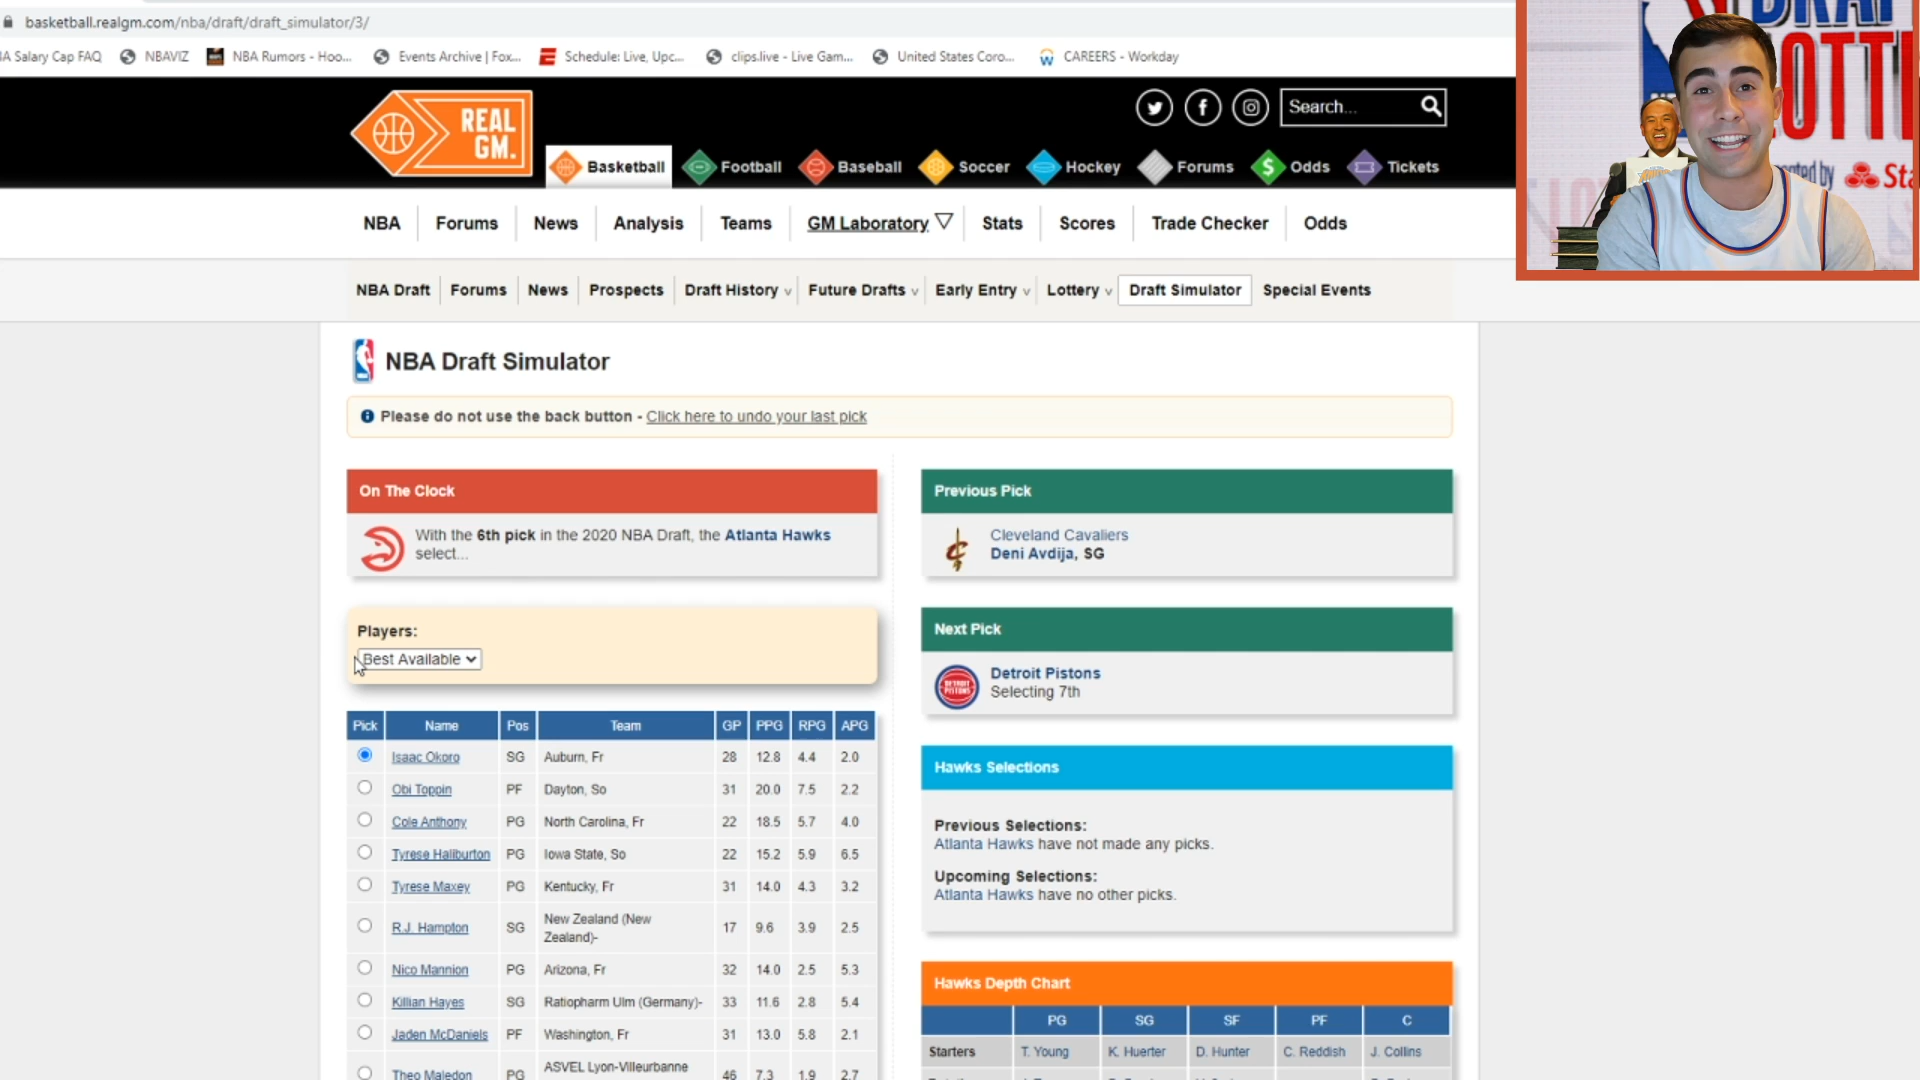 basketball.realgm.com/nba/draft/draft_simulator/3/
Salary Cap FAQ NBAVIZ NBA Rumors - Hoo... Events Archive | Fox... Schedule: Live, Upc... clips.live - Live Gam... United States Coro... CAREERS - Workday
REAL GM.
Search...
Basketball Football Baseball Soccer Hockey Forums Odds Tickets
NBA Forums News Analysis Teams GM Laboratory Stats Scores Trade Checker Odds
NBA Draft Forums News Prospects Draft History Future Drafts Early Entry Lottery Draft Simulator Special Events
NBA Draft Simulator
Please do not use the back button - Click here to undo your last pick
On The Clock
With the 6th pick in the 2020 NBA Draft, the Atlanta Hawks
select...
Players:
Best Available
Pick Name Pos Team GP PPG RPG APG
Isaac Okoro SG Auburn, Fr 28 12.8 4.4 2.0
Obi Toppin PF Dayton, So 31 20.0 7.5 2.2
Cole Anthony PG North Carolina, Fr 22 18.5 5.7 4.0
Tyrese Haliburton PG Iowa State, So 22 15.2 5.9 6.5
Tyrese Maxey PG Kentucky, Fr 31 14.0 4.3 3.2
R.J. Hampton SG New Zealand (New Zealand)- 17 9.6 3.9 2.5
Nico Mannion PG Arizona, Fr 32 14.0 2.5 5.3
Killian Hayes SG Ratiopharm Ulm (Germany)- 33 11.6 2.8 5.4
Jaden McDaniels PF Washington, Fr 31 13.0 5.8 2.1
Theo Maledon PG ASVEL Lyon-Villeurbanne 46 7.3 1.9 2.7
Previous Pick
Cleveland Cavaliers
Deni Avdija, SG
Next Pick
Detroit Pistons
Selecting 7th
Hawks Selections
Previous Selections:
Atlanta Hawks have not made any picks.
Upcoming Selections:
Atlanta Hawks have no other picks.
Hawks Depth Chart
PG SG SF PF C
Starters T. Young K. Huerter D. Hunter C. Reddish J. Collins